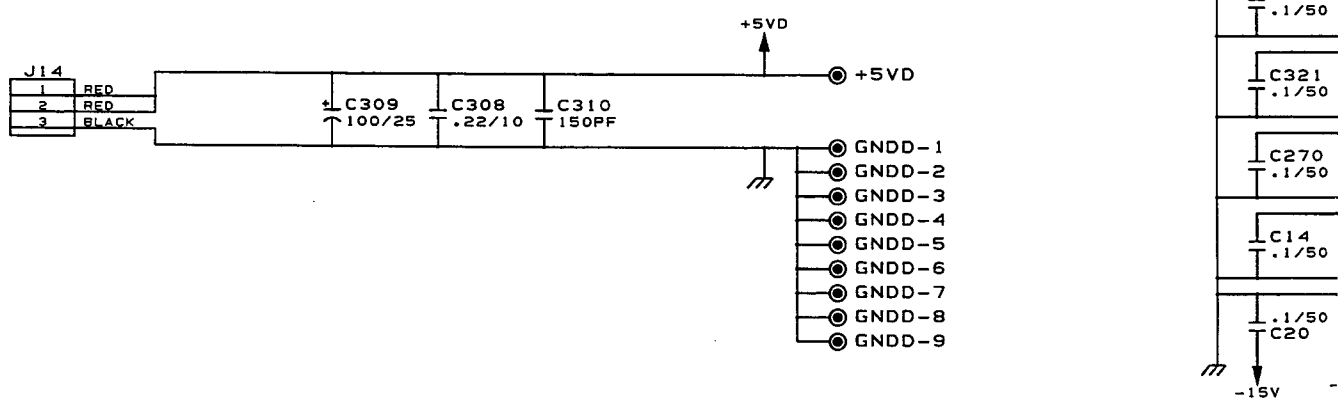 +5VD
J14
1 RED
2 RED
3 BLACK
+ C309
100/25
C308
.22/10
C310
150PF
+5VD
GNDD-1
GNDD-2
GNDD-3
GNDD-4
GNDD-5
GNDD-6
GNDD-7
GNDD-8
GNDD-9
.1/50
C321
.1/50
C270
.1/50
C14
.1/50
.1/50
C20
-15V